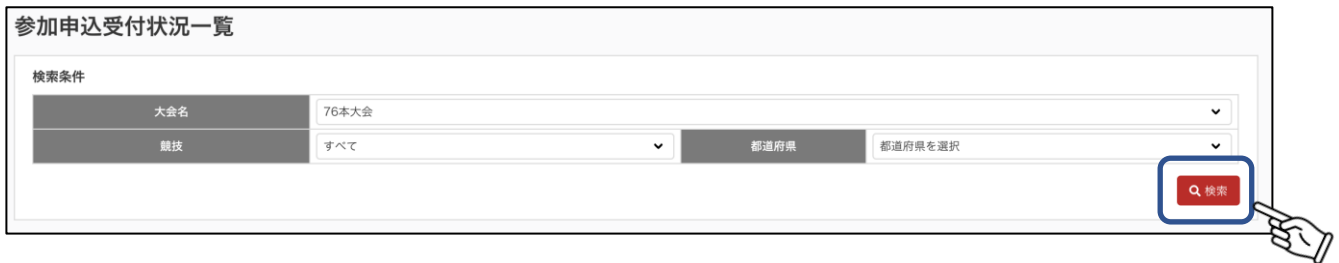 参加申込受付状況一覧
検索条件
大会名 76本大会
競技 すべて 都道府県 都道府県を選択
検索